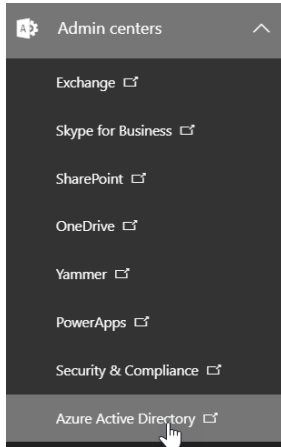 Admin centers
Exchange
Skype for Business
SharePoint
OneDrive
Yammer
PowerApps
Security & Compliance
Azure Active Directory